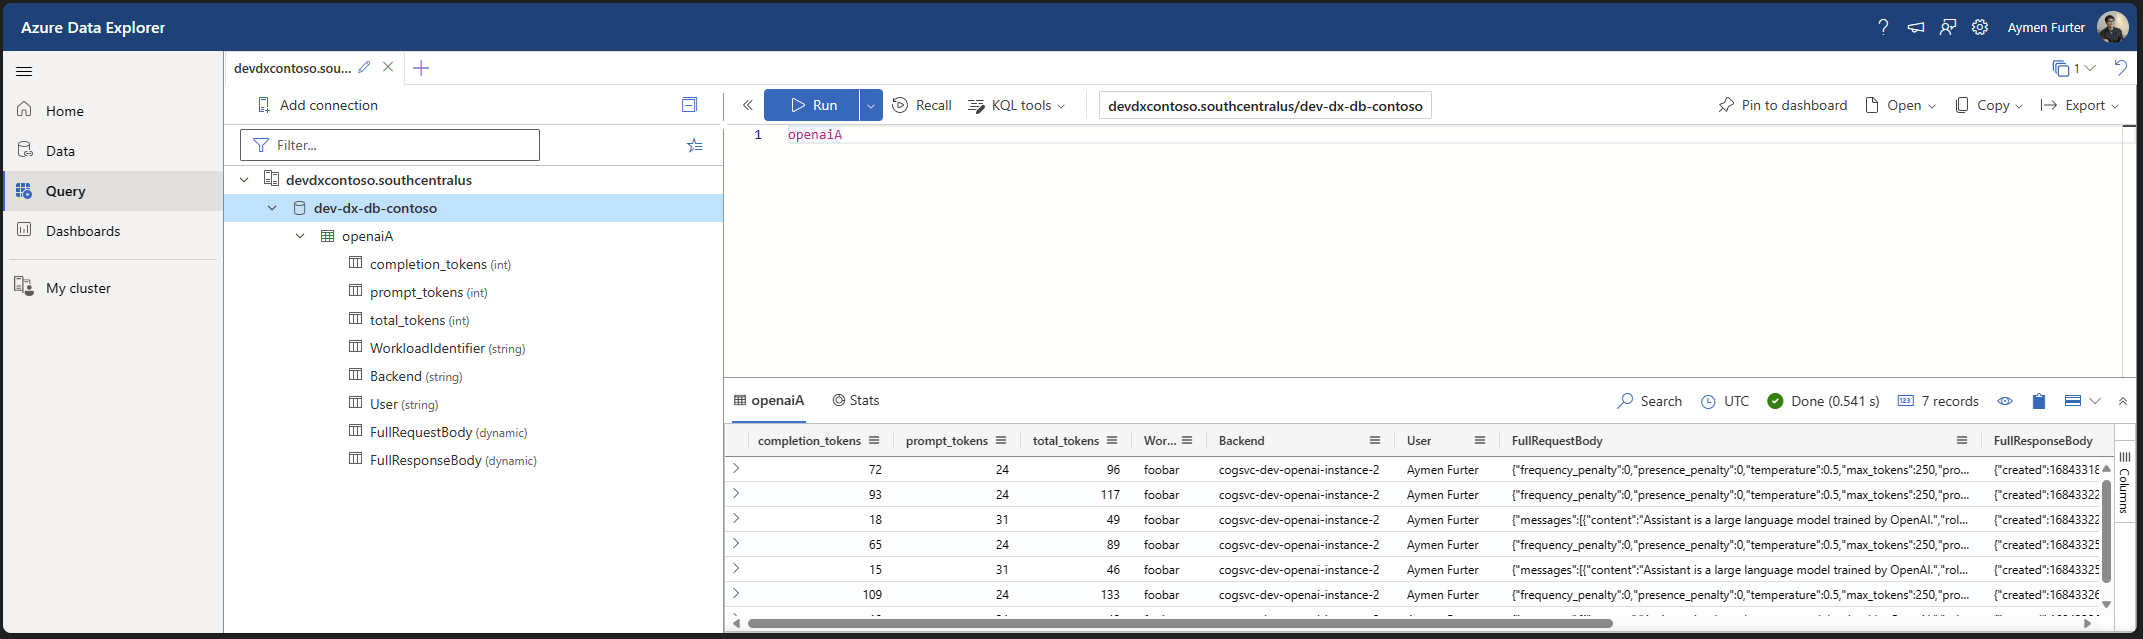 Azure Data Explorer
Aymen Furter
Home
Data
Query
Dashboards
My cluster
devdxcontoso.sou...
1
Add connection
Filter...
devdxcontoso.southcentralus
dev-dx-db-contoso
openaiA
completion_tokens (int)
prompt_tokens (int)
total_tokens (int)
WorkloadIdentifier (string)
Backend (string)
User (string)
FullRequestBody (dynamic)
FullResponseBody (dynamic)
Run Recall KQL tools devdxcontoso.southcentralus/dev-dx-db-contoso Pin to dashboard Open Copy Export
1 openaiA
openaiA Stats Search UTC Done (0.541 s) 7 records
completion_tokens prompt_tokens total_tokens Wor... Backend User FullRequestBody FullResponseBody
72 24 96 foobar cogsvc-dev-openai-instance-2 Aymen Furter {"frequency_penalty":0,"presence_penalty":0,"temperature":0.5,"max_tokens":250,"pro... {"created":16843318
93 24 117 foobar cogsvc-dev-openai-instance-2 Aymen Furter {"frequency_penalty":0,"presence_penalty":0,"temperature":0.5,"max_tokens":250,"pro... {"created":16843322
18 31 49 foobar cogsvc-dev-openai-instance-2 Aymen Furter {"messages":[{"content":"Assistant is a large language model trained by OpenAI.","rol... {"created":16843322
65 24 89 foobar cogsvc-dev-openai-instance-2 Aymen Furter {"frequency_penalty":0,"presence_penalty":0,"temperature":0.5,"max_tokens":250,"pro... {"created":16843325
15 31 46 foobar cogsvc-dev-openai-instance-2 Aymen Furter {"messages":[{"content":"Assistant is a large language model trained by OpenAI.","rol... {"created":16843325
109 24 133 foobar cogsvc-dev-openai-instance-2 Aymen Furter {"frequency_penalty":0,"presence_penalty":0,"temperature":0.5,"max_tokens":250,"pro... {"created":16843326
Columns